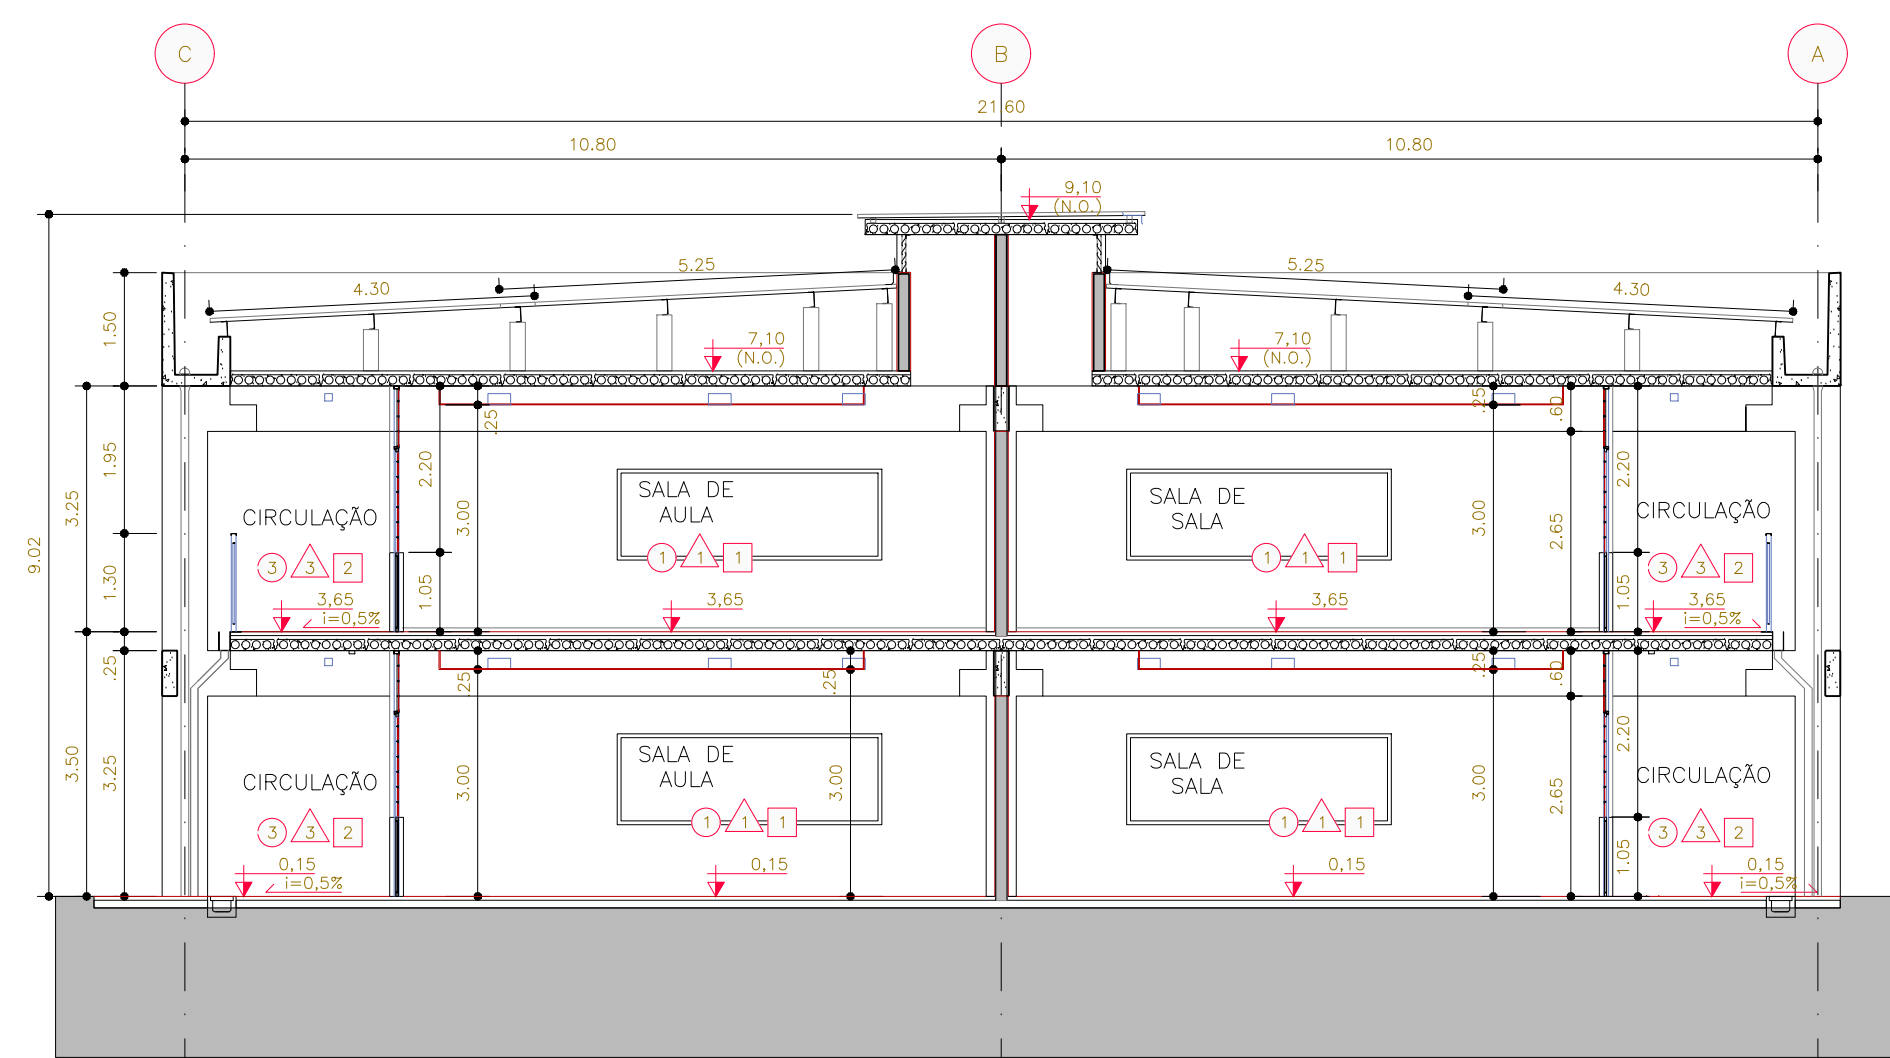 C
B
A
21.60
10.80
10.80
9,10
(N.O.)
5.25
5.25
4.30
4.30
1.50
7,10
(N.O.)
7,10
(N.O.)
.25
.25
.60
1.95
2.20
2.20
3.25
3.00
3.00
2.65
SALA DE
AULA
SALA DE
SALA
CIRCULAÇÃO
CIRCULAÇÃO
9.02
1 1 1
1 1 1
3 3 2
3 3 2
1.30
1.05
1.05
3,65
i=0,5%
3,65
3,65
3,65
i=0,5%
.25
.25
.25
.25
.60
2.20
3.50
3.25
3.00
3.00
3.00
2.65
SALA DE
AULA
SALA DE
SALA
CIRCULAÇÃO
CIRCULAÇÃO
1 1 1
1 1 1
3 3 2
3 3 2
1.05
0,15
i=0,5%
0,15
0,15
0,15
i=0,5%